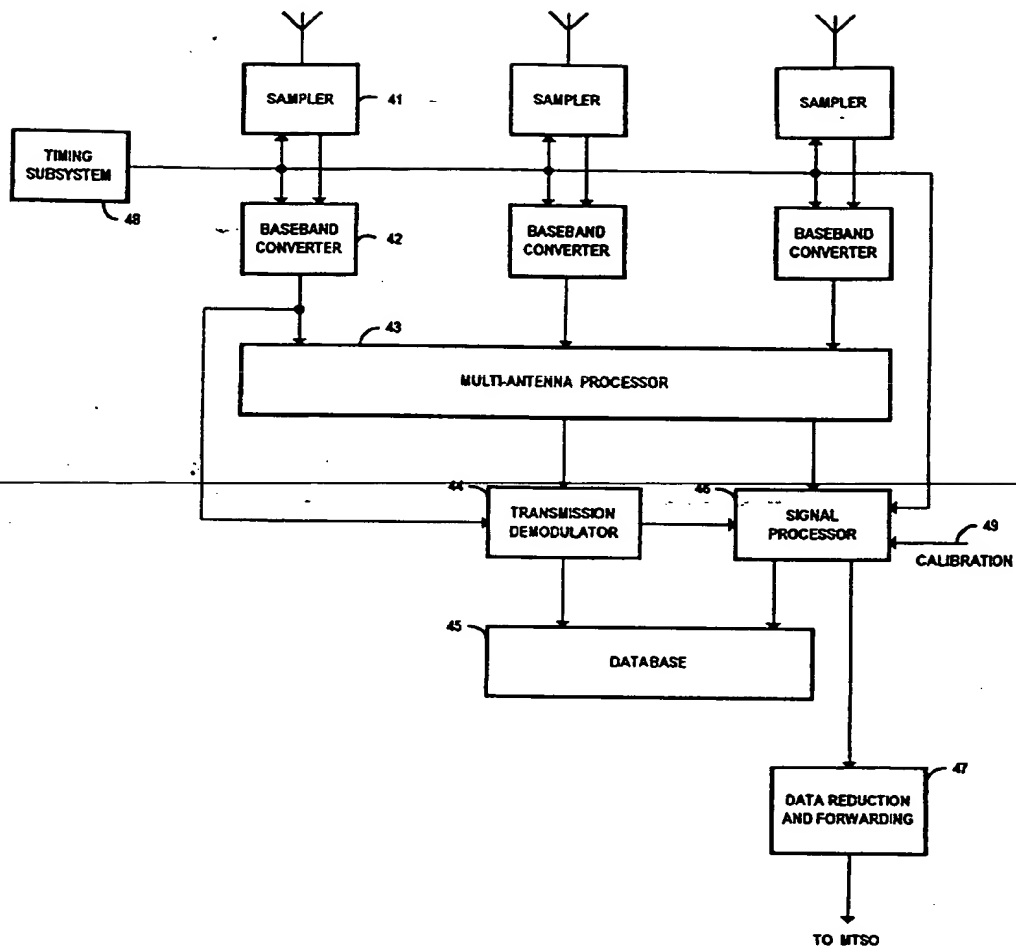 SAMPLER
41
SAMPLER
SAMPLER
TIMING
SUBSYSTEM
48
BASEBAND
CONVERTER
42
BASEBAND
CONVERTER
BASEBAND
CONVERTER
43
MULTI-ANTENNA PROCESSOR
44
TRANSMISSION
DEMODULATOR
46
SIGNAL
PROCESSOR
49
CALIBRATION
45
DATABASE
47
DATA REDUCTION
AND FORWARDING
TO MTSO